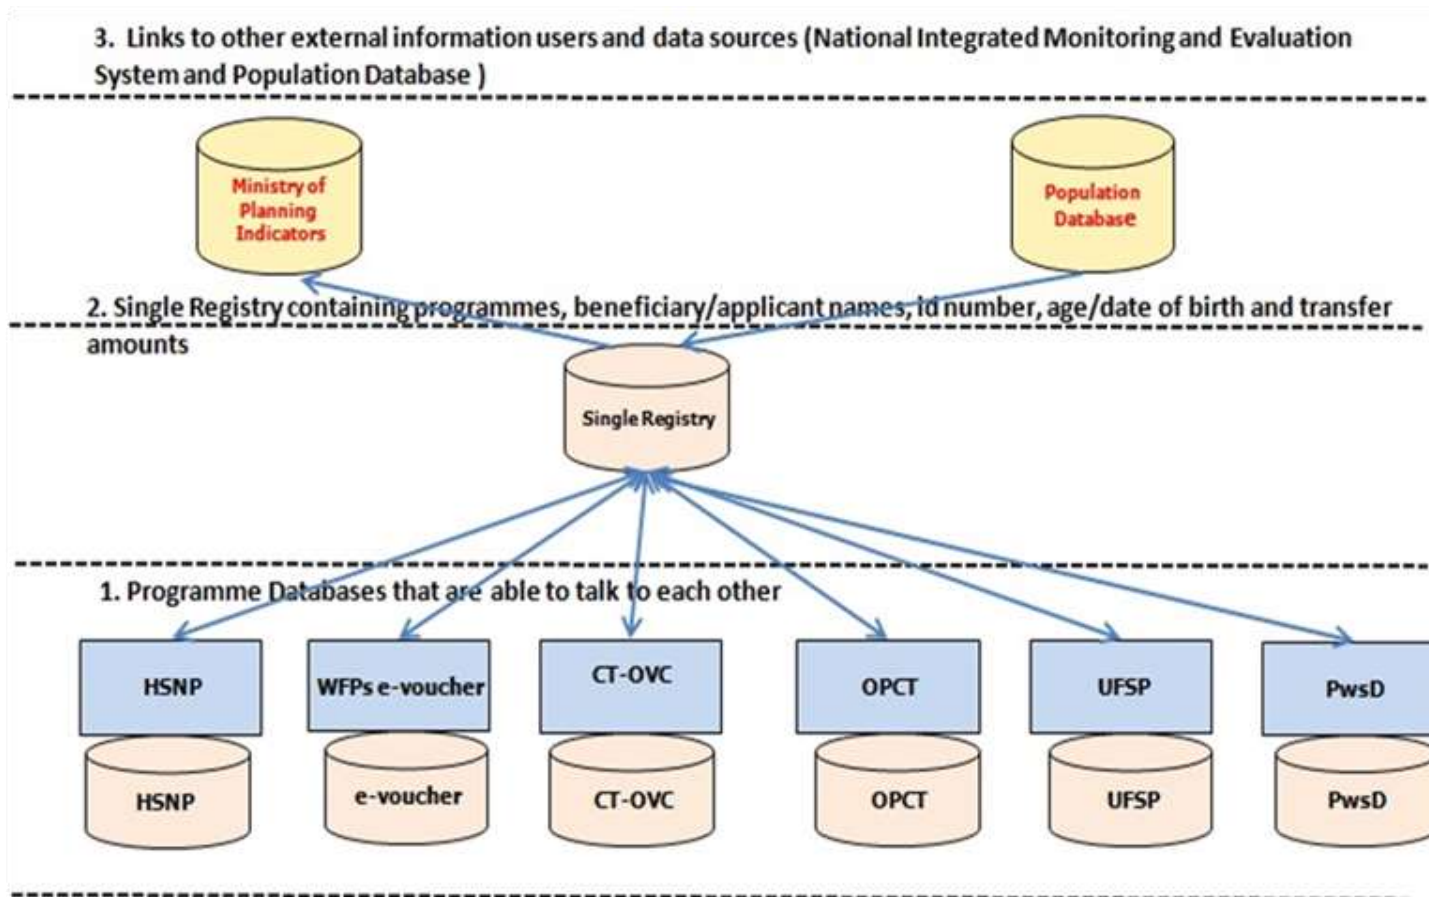 3. Links to other external information users and data sources (National Integrated Monitoring and Evaluation
System and Population Database )
Ministry of
Planning
Indicators
Population
Database
2. Single Registry containing programmes, beneficiary/applicant names, id number, age/date of birth and transfer
amounts
Single Registry
1. Programme Databases that are able to talk to each other
HSNP
WFPs e-voucher
CT-OVC
OPCT
UFSP
PwsD
HSNP
e-voucher
CT-OVC
OPCT
UFSP
PwsD